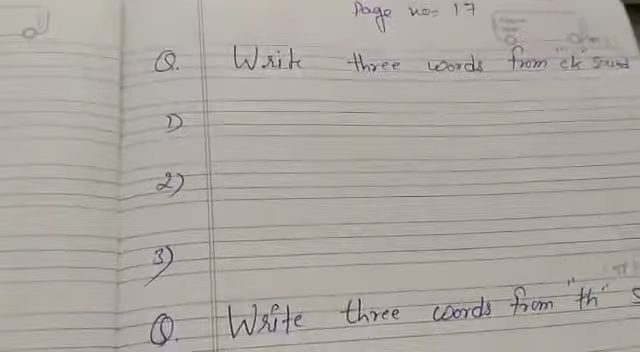 Page no= 17
Q. Write three words from "ck" sound
1)
2)
3)
Q. Write three words from "th" s